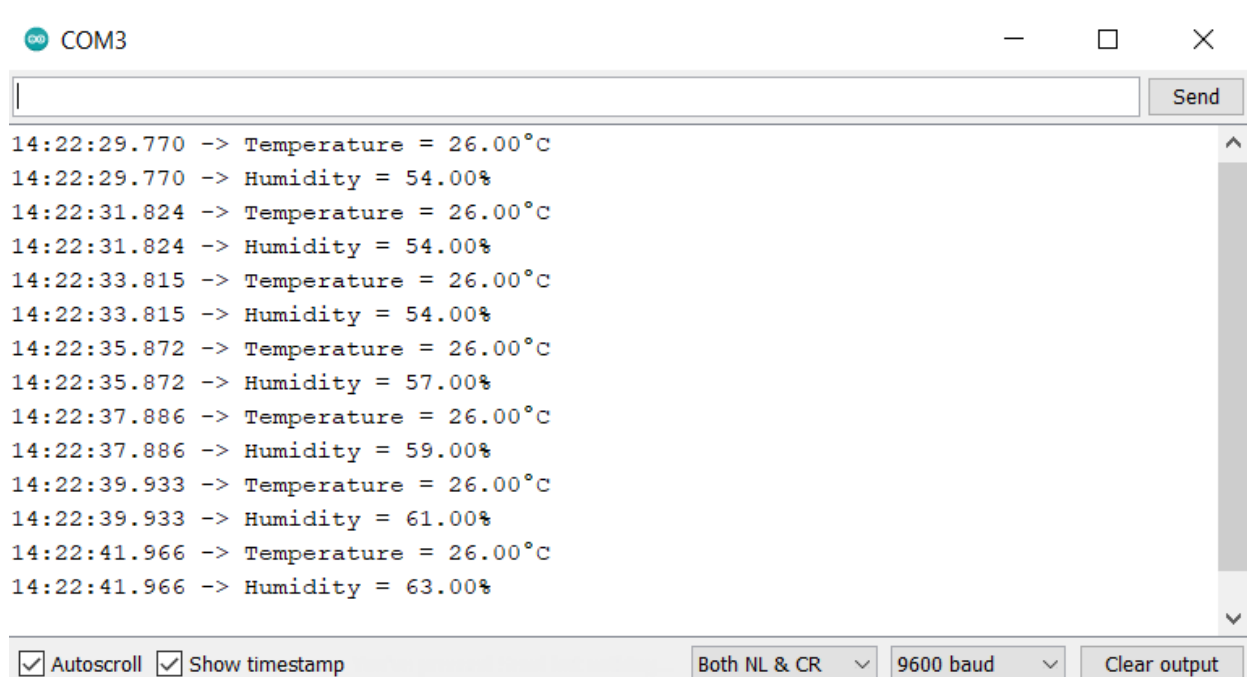 COM3
Send
14:22:29.770 -> Temperature = 26.00°C
14:22:29.770 -> Humidity = 54.00%
14:22:31.824 -> Temperature = 26.00°C
14:22:31.824 -> Humidity = 54.00%
14:22:33.815 -> Temperature = 26.00°C
14:22:33.815 -> Humidity = 54.00%
14:22:35.872 -> Temperature = 26.00°C
14:22:35.872 -> Humidity = 57.00%
14:22:37.886 -> Temperature = 26.00°C
14:22:37.886 -> Humidity = 59.00%
14:22:39.933 -> Temperature = 26.00°C
14:22:39.933 -> Humidity = 61.00%
14:22:41.966 -> Temperature = 26.00°C
14:22:41.966 -> Humidity = 63.00%
Autoscroll Show timestamp Both NL & CR 9600 baud Clear output